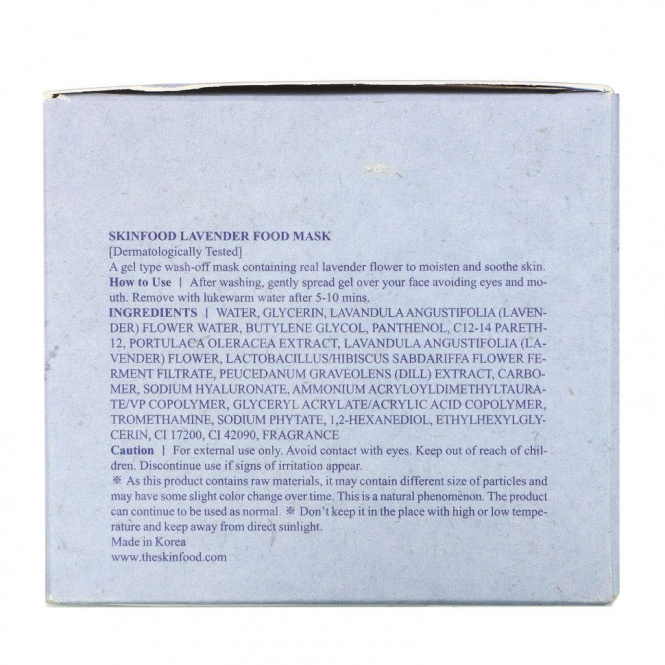 SKINFOOD LAVENDER FOOD MASK
[Dermatologically Tested]
A gel type wash-off mask containing real lavender flower to moisten and soothe skin.
How to Use | After washing, gently spread gel over your face avoiding eyes and mo-
uth. Remove with lukewarm water after 5-10 mins.
INGREDIENTS | WATER, GLYCERIN, LAVANDULA ANGUSTIFOLIA (LAVEN-
DER) FLOWER WATER, BUTYLENE GLYCOL, PANTHENOL, C12-14 PARETH-
12, PORTULACA OLERACEA EXTRACT, LAVANDULA ANGUSTIFOLIA (LA-
VENDER) FLOWER, LACTOBACILLUS/HIBISCUS SABDARIFFA FLOWER FE-
RMENT FILTRATE, PEUCEDANUM GRAVEOLENS (DILL) EXTRACT, CARBO-
MER, SODIUM HYALURONATE, AMMONIUM ACRYLOYLDIMETHYLTAURA-
TE/VP COPOLYMER, GLYCERYL ACRYLATE/ACRYLIC ACID COPOLYMER,
TROMETHAMINE, SODIUM PHYTATE, 1,2-HEXANEDIOL, ETHYLHEXYLGLY-
CERIN, CI 17200, CI 42090, FRAGRANCE
Caution | For external use only. Avoid contact with eyes. Keep out of reach of chil-
dren. Discontinue use if signs of irritation appear.
※ As this product contains raw materials, it may contain different size of particles and
may have some slight color change over time. This is a natural phenomenon. The product
can continue to be used as normal. ※ Don't keep it in the place with high or low tempe-
rature and keep away from direct sunlight.
Made in Korea
www.theskinfood.com